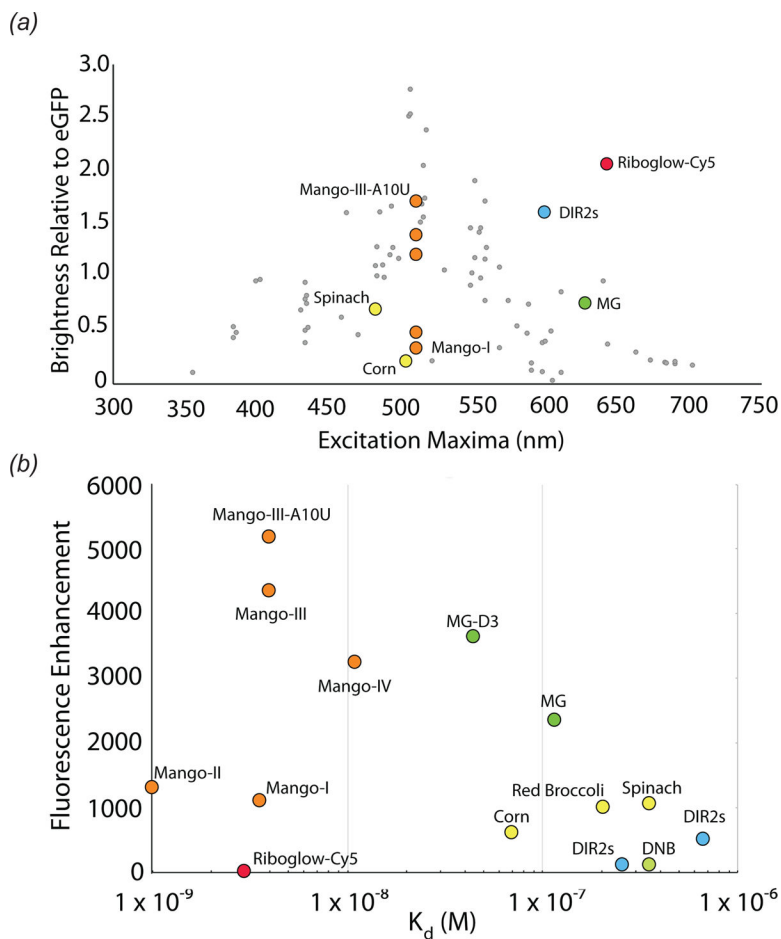 (a)
3.0
2.5
2.0
1.5
1.0
0.5
0
Brightness Relative to eGFP
Riboglow-Cy5
Mango-III-A10U
DIR2s
Spinach
MG
Mango-I
Corn
300 350 400 450 500 550 600 650 700 750
Excitation Maxima (nm)
(b)
6000
5000
4000
3000
2000
1000
0
Fluorescence Enhancement
Mango-III-A10U
Mango-III
MG-D3
Mango-IV
MG
Mango-II
Mango-I
Red Broccoli
Spinach
Corn
DIR2s
Riboglow-Cy5
DIR2s
DNB
1 x 10⁻⁹ 1 x 10⁻⁸ 1 x 10⁻⁷ 1 x 10⁻⁶
K_d (M)